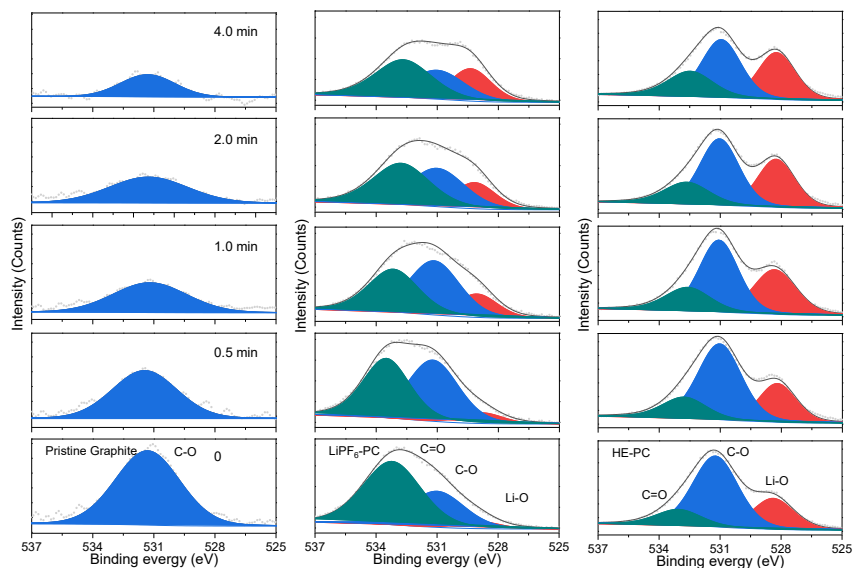 4.0 min
2.0 min
1.0 min
0.5 min
Intensity (Counts)
Intensity (Counts)
Intensity (Counts)
Pristine Graphite C-O 0
LiPF6-PC C=O
C-O
Li-O
HE-PC C-O
C=O Li-O
537 534 531 528 525
537 534 531 528 525
537 534 531 528 525
Binding evergy (eV)
Binding evergy (eV)
Binding evergy (eV)